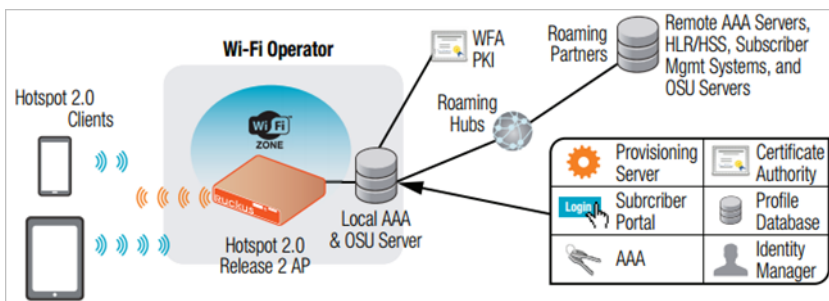 Wi-Fi Operator
WFA
PKI
Roaming
Partners
Remote AAA Servers,
HLR/HSS, Subscriber
Mgmt Systems, and
OSU Servers
Hotspot 2.0
Clients
Wi Fi
ZONE
Roaming
Hubs
Ruckus
Local AAA
& OSU Server
Hotspot 2.0
Release 2 AP
Provisioning
Server
Certificate
Authority
Login
Subrcriber
Portal
Profile
Database
AAA
Identity
Manager